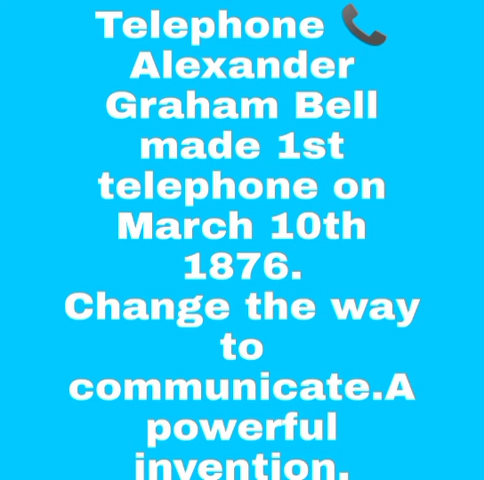 Telephone 📞
Alexander
Graham Bell
made 1st
telephone on
March 10th
1876.
Change the way
to
communicate.A
powerful
invention.